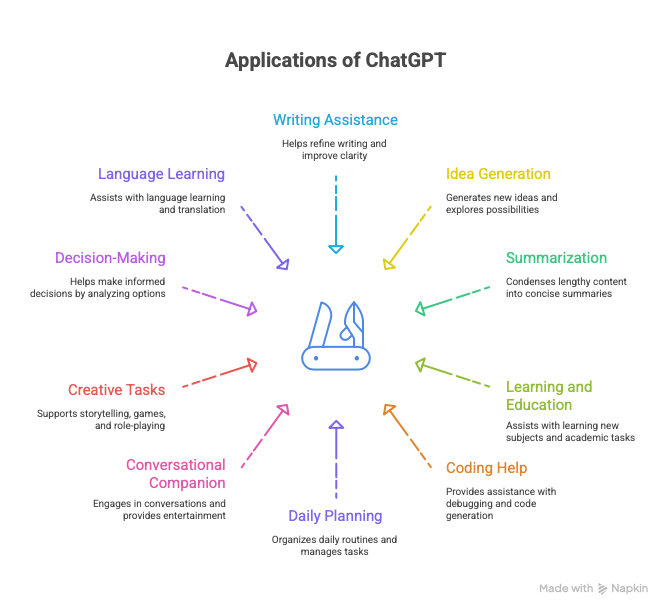 Applications of ChatGPT
Writing Assistance
Helps refine writing and
improve clarity
Language Learning
Assists with language learning
and translation
Idea Generation
Generates new ideas and
explores possibilities
Decision-Making
Helps make informed
decisions by analyzing options
Summarization
Condenses lengthy content
into concise summaries
Creative Tasks
Supports storytelling, games,
and role-playing
Learning and
Education
Assists with learning new
subjects and academic tasks
Conversational
Companion
Engages in conversations and
provides entertainment
Coding Help
Provides assistance with
debugging and code
generation
Daily Planning
Organizes daily routines and
manages tasks
Made with Napkin